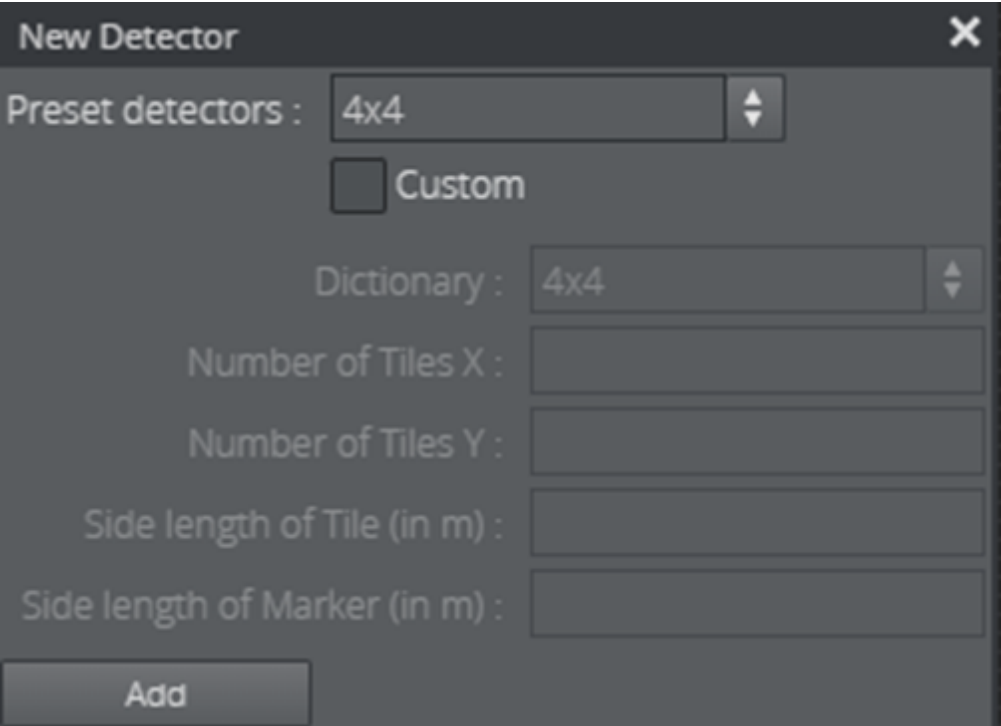 New Detector
Preset detectors : 4x4
Custom
Dictionary : 4x4
Number of Tiles X :
Number of Tiles Y :
Side length of Tile (in m) :
Side length of Marker (in m) :
Add